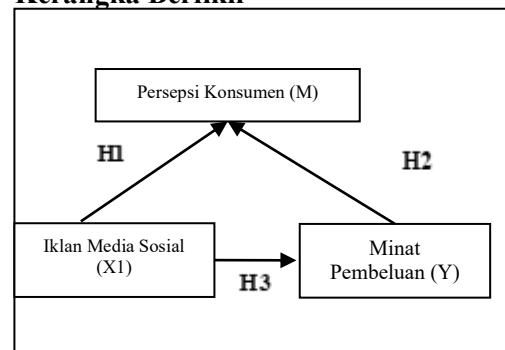 Kerangka Berfikir
Persepsi Konsumen (M)
H1
H2
Iklan Media Sosial
(X1)
H3
Minat
Pembeluan (Y)